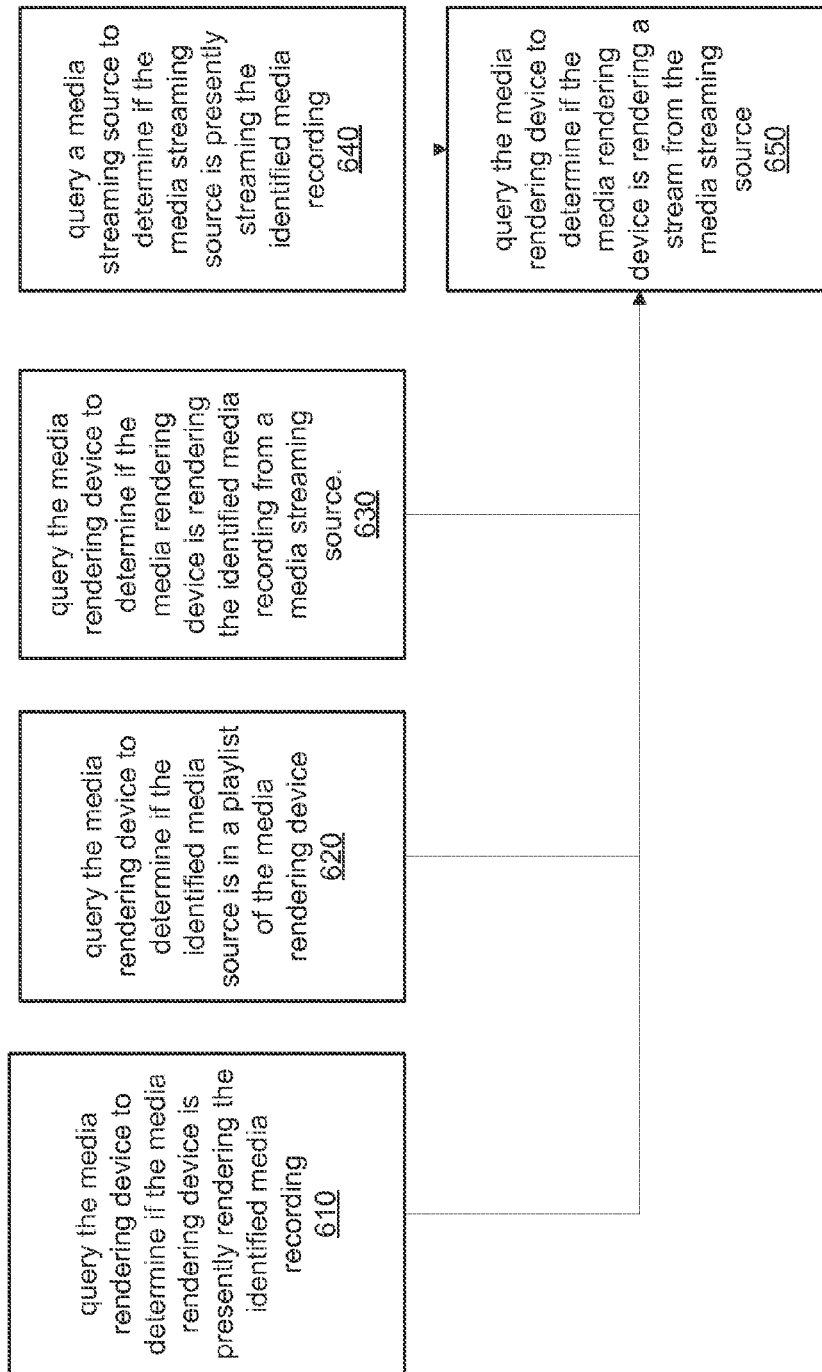 query the media
rendering device to
determine if the media
rendering device is
presently rendering the
identified media
recording
610
query the media
rendering device to
determine if the
identified media
source is in a playlist
of the media
rendering device
620
query the media
rendering device to
determine if the
media rendering
device is rendering
the identified media
recording from a
media streaming
source.
630
query a media
streaming source to
determine if the
media streaming
source is presently
streaming the
identified media
recording
640
query the media
rendering device to
determine if the
media rendering
device is rendering a
stream from the
media streaming
source
650